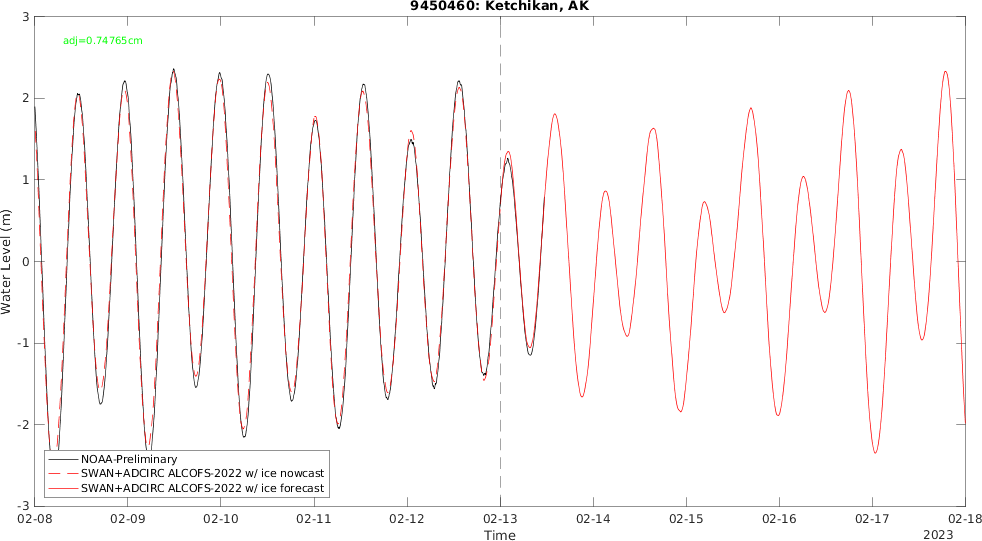 9450460: Ketchikan, AK
adj=0.74765cm
3
2
1
0
-1
-2
-3
Water Level (m)
NOAA-Preliminary
SWAN+ADCIRC ALCOFS-2022 w/ ice nowcast
SWAN+ADCIRC ALCOFS-2022 w/ ice forecast
02-08 02-09 02-10 02-11 02-12 02-13 02-14 02-15 02-16 02-17 02-18
Time
2023